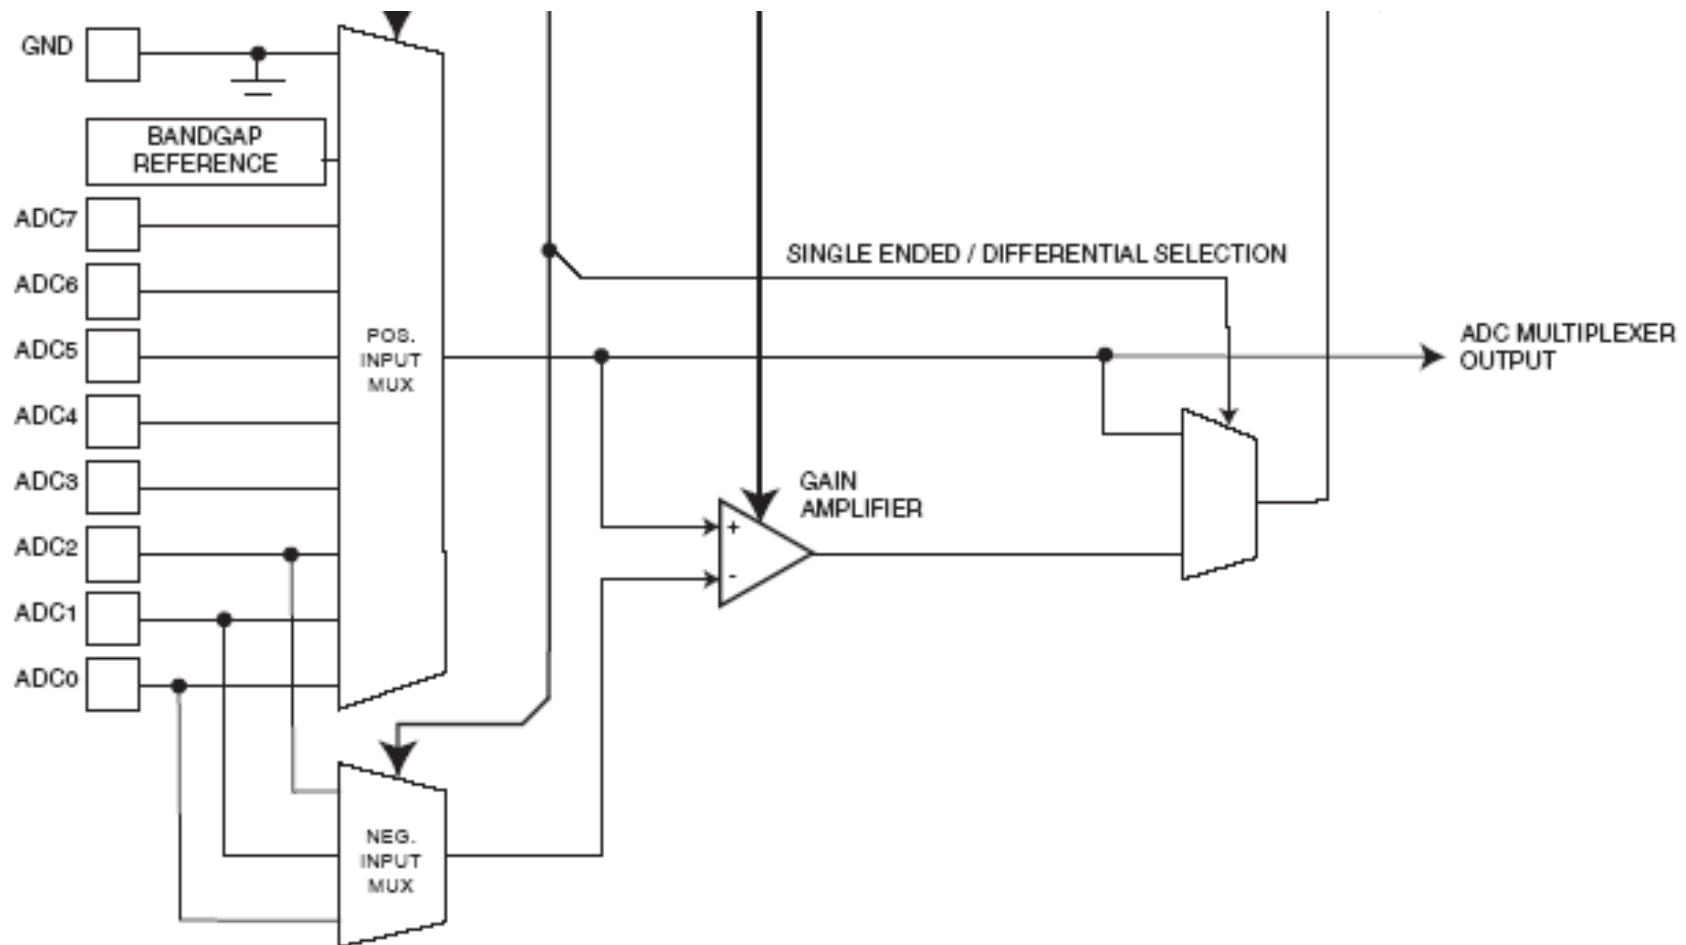 GND
BANDGAP
REFERENCE
ADC7
SINGLE ENDED / DIFFERENTIAL SELECTION
ADC6
POS.
INPUT
MUX
ADC5
ADC MULTIPLEXER
OUTPUT
ADC4
ADC3
GAIN
AMPLIFIER
+
-
ADC2
ADC1
ADC0
NEG.
INPUT
MUX